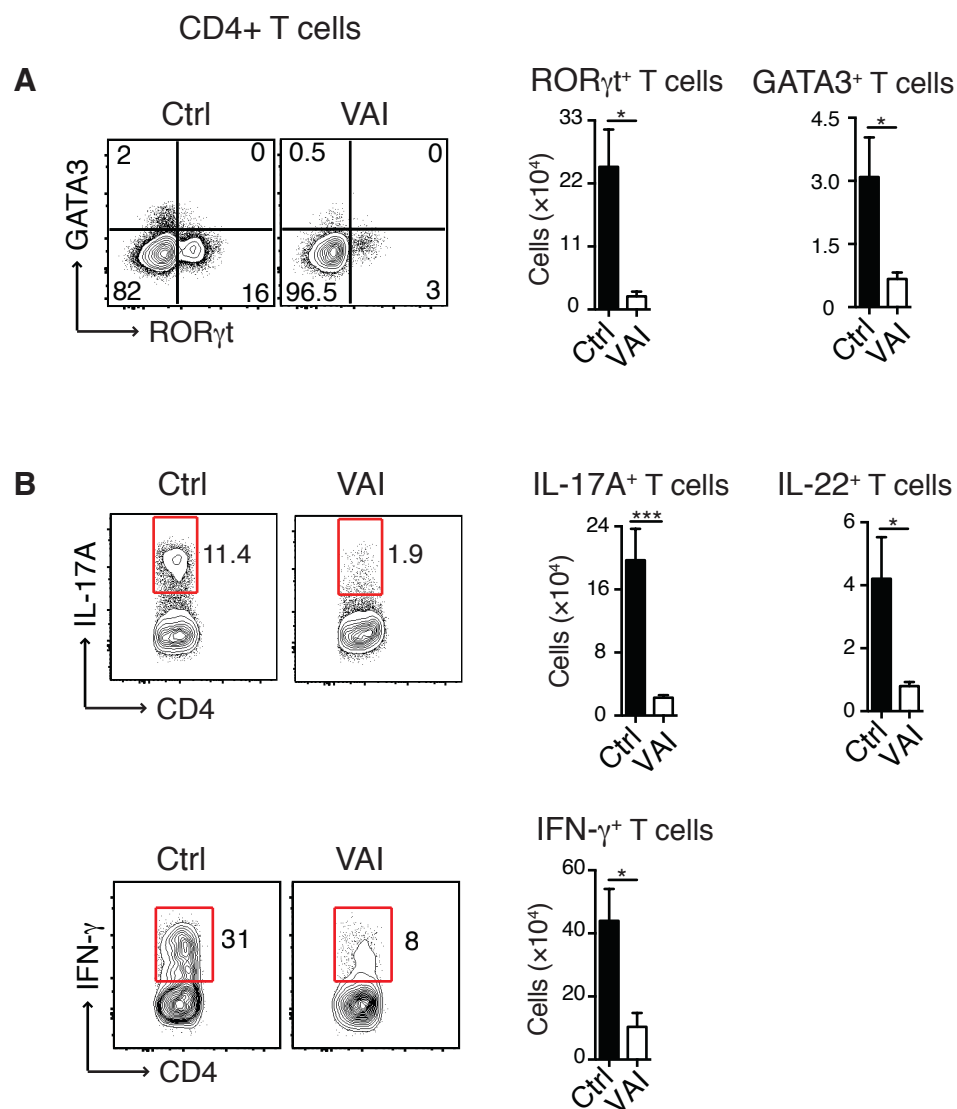 CD4+ T cells
A
Ctrl
VAI
GATA3
2
0
82
16
0.5
0
96.5
3
RORγt
RORγt⁺ T cells
*
Cells (×10⁴)
33
22
11
0
Ctrl
VAI
GATA3⁺ T cells
*
4.5
3.0
1.5
0
Ctrl
VAI
B
Ctrl
VAI
IL-17A
11.4
1.9
CD4
IL-17A⁺ T cells
***
Cells (×10⁴)
24
16
8
0
Ctrl
VAI
IL-22⁺ T cells
*
6
4
2
0
Ctrl
VAI
Ctrl
VAI
IFN-γ
31
8
CD4
IFN-γ⁺ T cells
*
Cells (×10⁴)
60
40
20
0
Ctrl
VAI